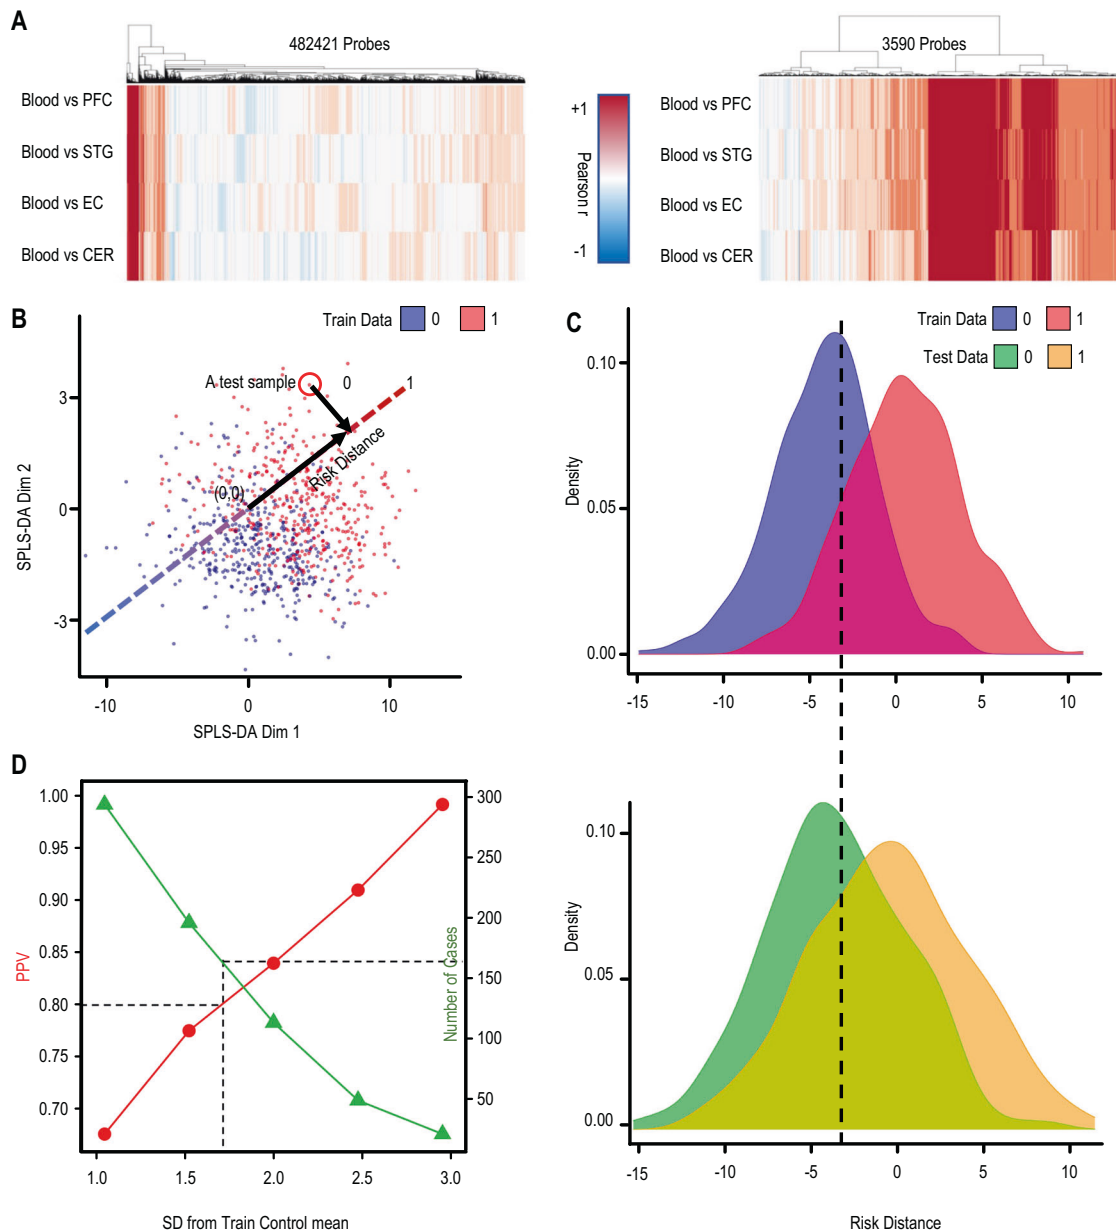 A
482421 Probes
3590 Probes
Blood vs PFC
Blood vs STG
Blood vs EC
Blood vs CER
+1
Pearson r
-1
Blood vs PFC
Blood vs STG
Blood vs EC
Blood vs CER
B
Train Data 0 1
A test sample 0 1
Risk Distance
(0,0)
3
0
-3
SPLS-DA Dim 2
-10 0 10
SPLS-DA Dim 1
C
Train Data 0 1
Test Data 0 1
0.10
0.05
0.00
Density
-15 -10 -5 0 5 10
0.10
0.05
0.00
Density
-15 -10 -5 0 5 10
Risk Distance
D
1.00
0.95
0.90
0.85
0.80
0.75
0.70
PPV
300
250
200
150
100
50
Number of Cases
1.0 1.5 2.0 2.5 3.0
SD from Train Control mean